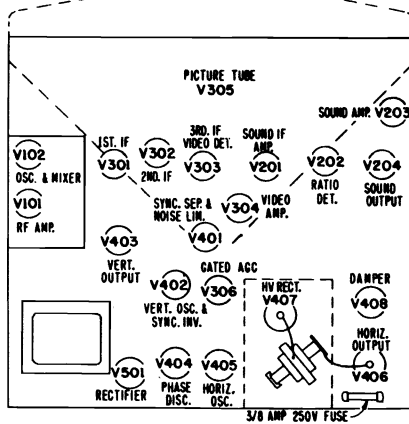 PICTURE TUBE
V305
SOUND AMP.
V203
1ST. IF
V301
V302
2ND. IF
3RD. IF
VIDEO DET.
V303
SOUND IF
AMP.
V201
V202
RATIO
DET.
V204
SOUND
OUTPUT
V102
OSC. & MIXER
V101
RF AMP.
SYNC. SEP. &
NOISE LIM.
V401
V304
VIDEO
AMP.
V403
VERT.
OUTPUT
V402
VERT. OSC. &
SYNC. INV.
GATED AGC
V306
HV RECT.
V407
DAMPER
V408
HORIZ.
OUTPUT
V406
V501
RECTIFIER
V404
PHASE
DISC.
V405
HORIZ.
OSC.
3/8 AMP 250V FUSE